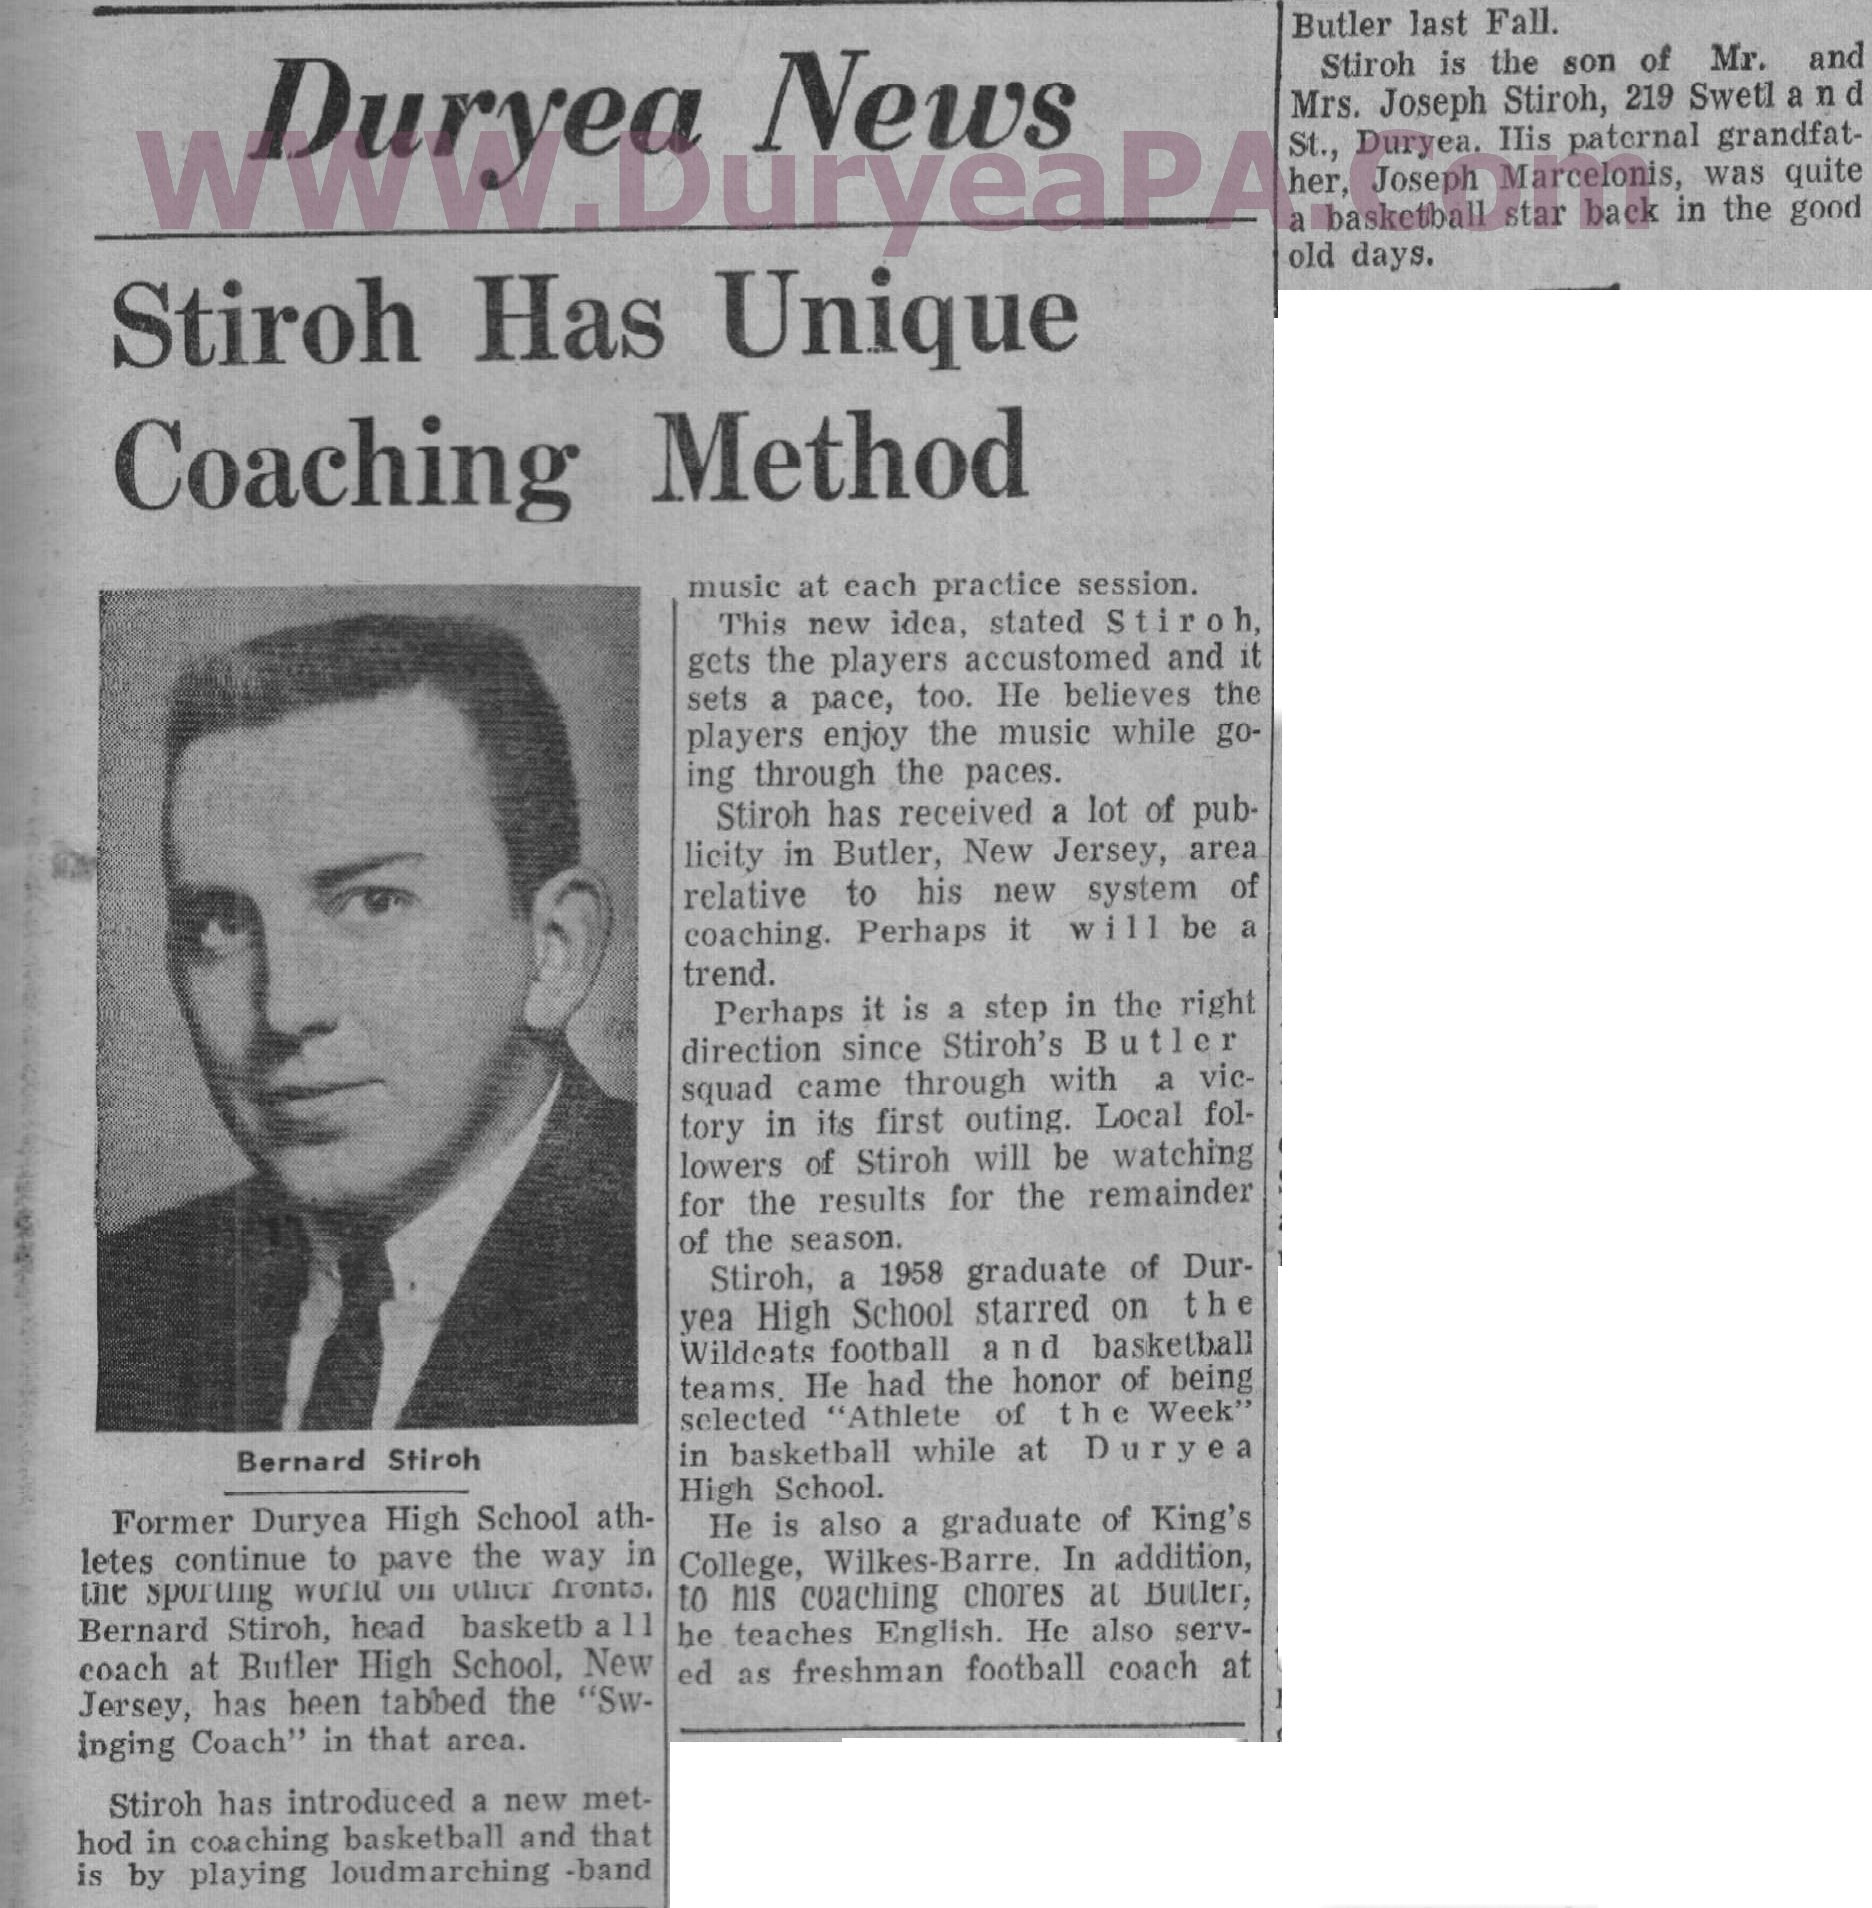 Duryea News
WWW.DuryeaPA.Com
Stiroh Has Unique
Coaching Method
Bernard Stiroh
Former Duryea High School ath-
letes continue to pave the way in
the sporting world on other fronts.
Bernard Stiroh, head basketb a l l
coach at Butler High School, New
Jersey, has been tabbed the “Sw-
inging Coach” in that area.
Stiroh has introduced a new met-
hod in coaching basketball and that
is by playing loudmarching -band
music at each practice session.
This new idea, stated S t i r o h,
gets the players accustomed and it
sets a pace, too. He believes the
players enjoy the music while go-
ing through the paces.
Stiroh has received a lot of pub-
licity in Butler, New Jersey, area
relative to his new system of
coaching. Perhaps it w i l l be a
trend.
Perhaps it is a step in the right
direction since Stiroh’s B u t l e r
squad came through with a vic-
tory in its first outing. Local fol-
lowers of Stiroh will be watching
for the results for the remainder
of the season.
Stiroh, a 1958 graduate of Dur-
yea High School starred on t h e
Wildcats football a n d basketball
teams. He had the honor of being
selected “Athlete of t h e Week”
in basketball while at D u r y e a
High School.
He is also a graduate of King’s
College, Wilkes-Barre. In addition,
to his coaching chores at Butler,
he teaches English. He also serv-
ed as freshman football coach at
Butler last Fall.
Stiroh is the son of Mr. and
Mrs. Joseph Stiroh, 219 Swetl a n d
St., Duryea. His paternal grandfat-
her, Joseph Marcelonis, was quite
a basketball star back in the good
old days.